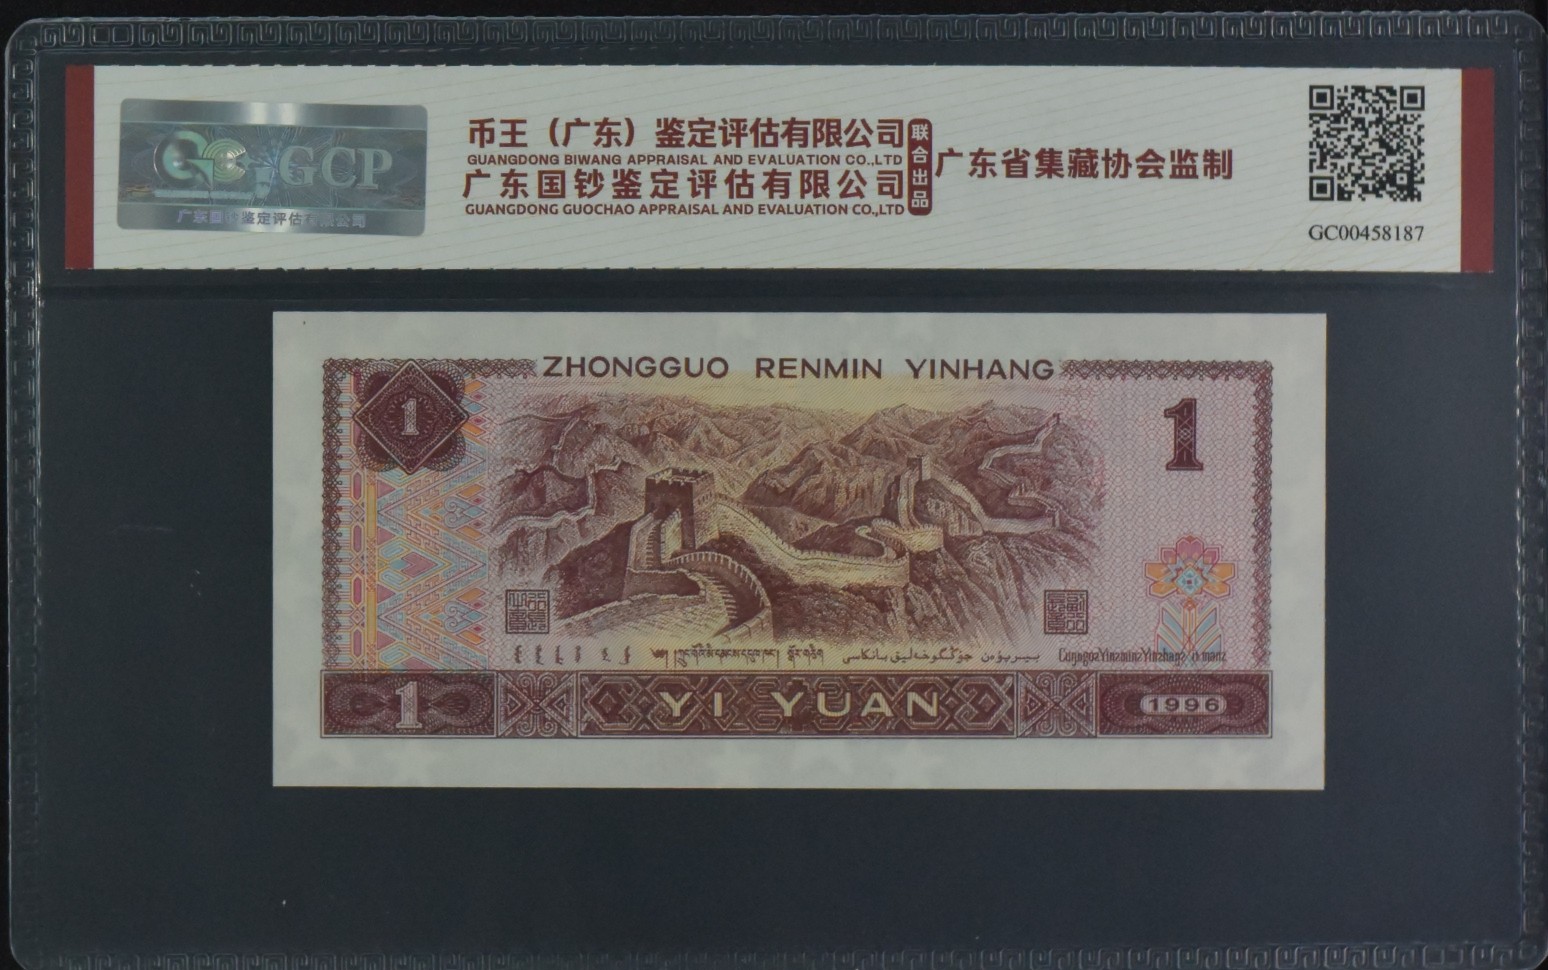 GCP
广东国钞鉴定评估有限公司
币王（广东）鉴定评估有限公司
GUANGDONG BIWANG APPRAISAL AND EVALUATION CO.,LTD
广东国钞鉴定评估有限公司
GUANGDONG GUOCHAO APPRAISAL AND EVALUATION CO.,LTD
联合出品
广东省集藏协会监制
GC00458187
ZHONGGUO RENMIN YINHANG
1
1
1
YI YUAN
1996